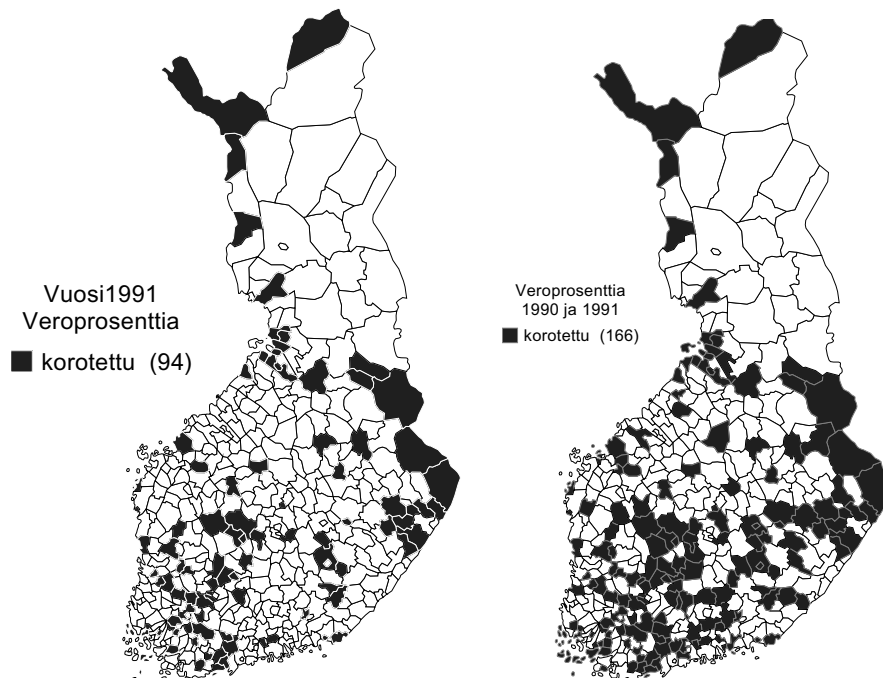 Vuosi1991
Veroprosenttia
korotettu (94)
Veroprosenttia
1990 ja 1991
korotettu (166)